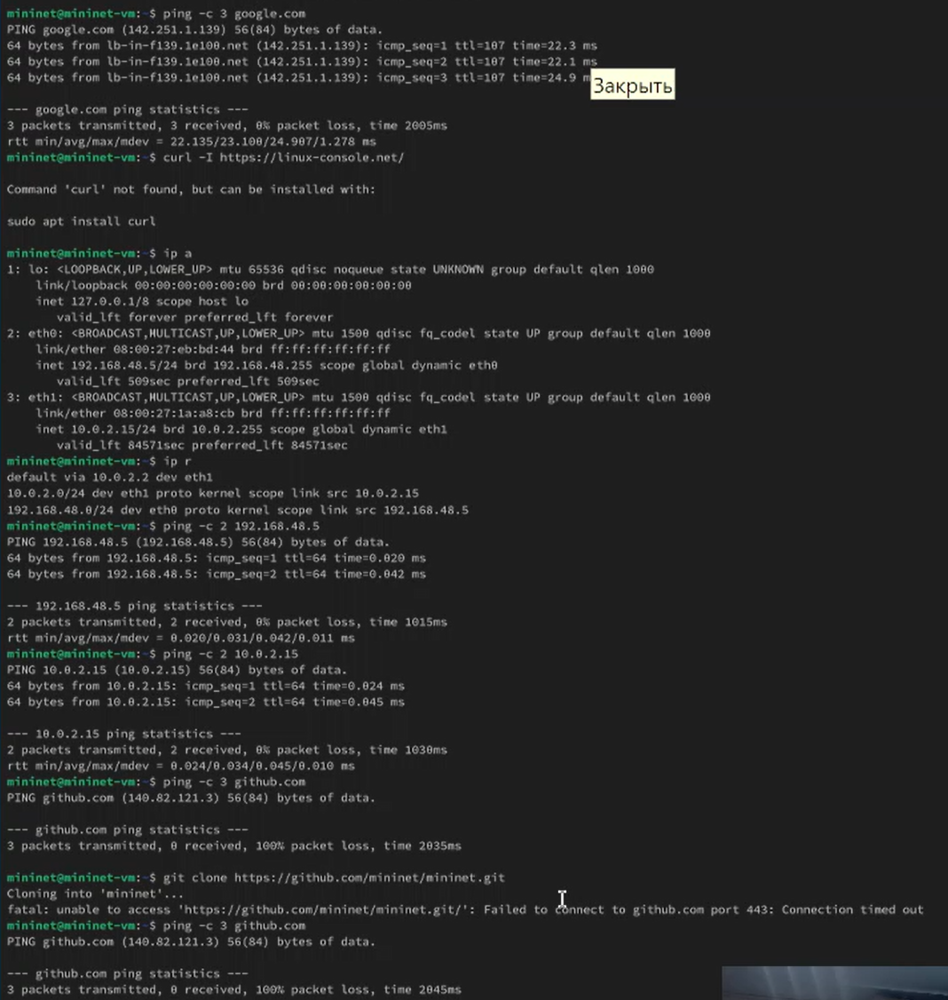 mininet@mininet-vm:~$ ping -c 3 google.com
PING google.com (142.251.1.139) 56(84) bytes of data.
64 bytes from lb-in-f139.1e100.net (142.251.1.139): icmp_seq=1 ttl=107 time=22.3 ms
64 bytes from lb-in-f139.1e100.net (142.251.1.139): icmp_seq=2 ttl=107 time=22.1 ms
64 bytes from lb-in-f139.1e100.net (142.251.1.139): icmp_seq=3 ttl=107 time=24.9 m
Закрыть
--- google.com ping statistics ---
3 packets transmitted, 3 received, 0% packet loss, time 2005ms
rtt min/avg/max/mdev = 22.135/23.100/24.907/1.278 ms
mininet@mininet-vm:~$ curl -I https://linux-console.net/
Command 'curl' not found, but can be installed with:
sudo apt install curl
mininet@mininet-vm:~$ ip a
1: lo: <LOOPBACK,UP,LOWER_UP> mtu 65536 qdisc noqueue state UNKNOWN group default qlen 1000
link/loopback 00:00:00:00:00:00 brd 00:00:00:00:00:00
inet 127.0.0.1/8 scope host lo
valid_lft forever preferred_lft forever
2: eth0: <BROADCAST,MULTICAST,UP,LOWER_UP> mtu 1500 qdisc fq_codel state UP group default qlen 1000
link/ether 08:00:27:eb:bd:44 brd ff:ff:ff:ff:ff:ff
inet 192.168.48.5/24 brd 192.168.48.255 scope global dynamic eth0
valid_lft 509sec preferred_lft 509sec
3: eth1: <BROADCAST,MULTICAST,UP,LOWER_UP> mtu 1500 qdisc fq_codel state UP group default qlen 1000
link/ether 08:00:27:1a:a8:cb brd ff:ff:ff:ff:ff:ff
inet 10.0.2.15/24 brd 10.0.2.255 scope global dynamic eth1
valid_lft 84571sec preferred_lft 84571sec
mininet@mininet-vm:~$ ip r
default via 10.0.2.2 dev eth1
10.0.2.0/24 dev eth1 proto kernel scope link src 10.0.2.15
192.168.48.0/24 dev eth0 proto kernel scope link src 192.168.48.5
mininet@mininet-vm:~$ ping -c 2 192.168.48.5
PING 192.168.48.5 (192.168.48.5) 56(84) bytes of data.
64 bytes from 192.168.48.5: icmp_seq=1 ttl=64 time=0.020 ms
64 bytes from 192.168.48.5: icmp_seq=2 ttl=64 time=0.042 ms
--- 192.168.48.5 ping statistics ---
2 packets transmitted, 2 received, 0% packet loss, time 1015ms
rtt min/avg/max/mdev = 0.020/0.031/0.042/0.011 ms
mininet@mininet-vm:~$ ping -c 2 10.0.2.15
PING 10.0.2.15 (10.0.2.15) 56(84) bytes of data.
64 bytes from 10.0.2.15: icmp_seq=1 ttl=64 time=0.024 ms
64 bytes from 10.0.2.15: icmp_seq=2 ttl=64 time=0.045 ms
--- 10.0.2.15 ping statistics ---
2 packets transmitted, 2 received, 0% packet loss, time 1030ms
rtt min/avg/max/mdev = 0.024/0.034/0.045/0.010 ms
mininet@mininet-vm:~$ ping -c 3 github.com
PING github.com (140.82.121.3) 56(84) bytes of data.
--- github.com ping statistics ---
3 packets transmitted, 0 received, 100% packet loss, time 2035ms
mininet@mininet-vm:~$ git clone https://github.com/mininet/mininet.git
Cloning into 'mininet'...
fatal: unable to access 'https://github.com/mininet/mininet.git/': Failed to connect to github.com port 443: Connection timed out
mininet@mininet-vm:~$ ping -c 3 github.com
PING github.com (140.82.121.3) 56(84) bytes of data.
--- github.com ping statistics ---
3 packets transmitted, 0 received, 100% packet loss, time 2045ms